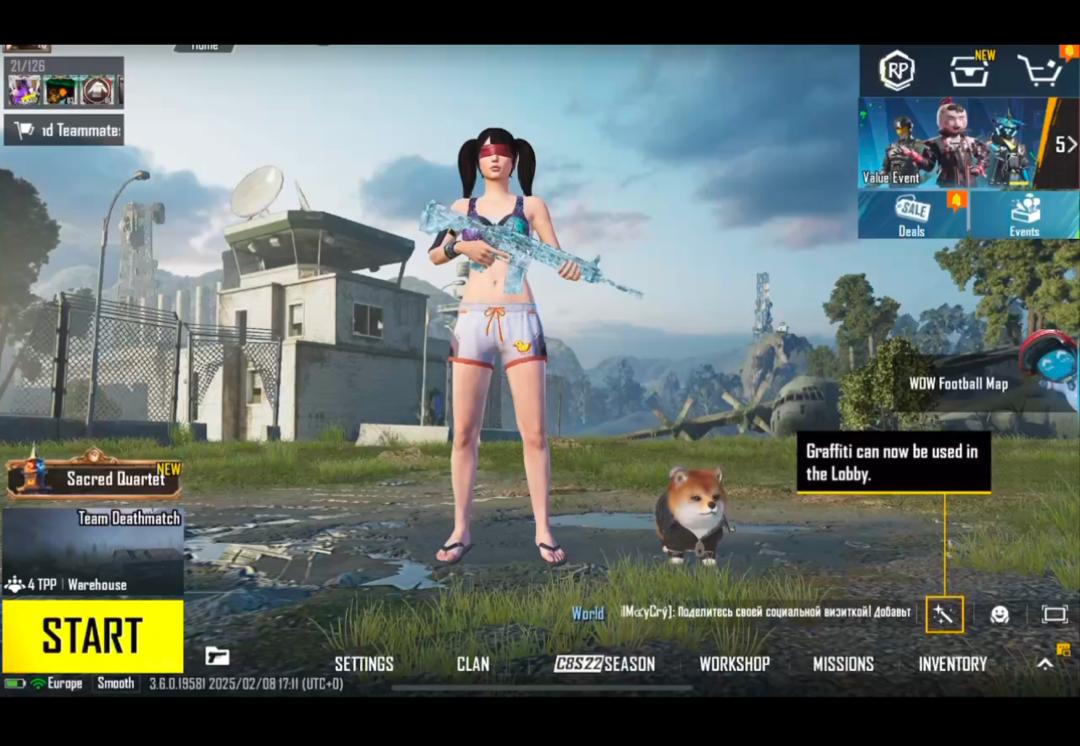 Home
21/126
RP
NEW
nd Teammate
Value Event
5>
SALE
Deals
Events
WOW Football Map
Graffiti can now be used in
the Lobby.
Sacred Quartet
NEW
Team Deathmatch
4 TPP | Warehouse
START
World [McyCry]: Поделитесь своей социальной визиткой! Добавьт
SETTINGS
CLAN
C8S22 SEASON
WORKSHOP
MISSIONS
INVENTORY
Europe
Smooth
3.6.0.19581 2025/02/08 17:11 (UTC+0)